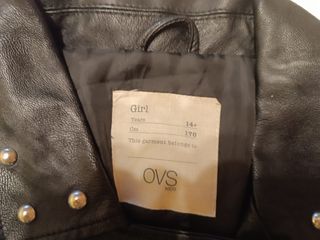 Girl
Years 14+
Cm 170
This garment belongs to
OVS
KIDS